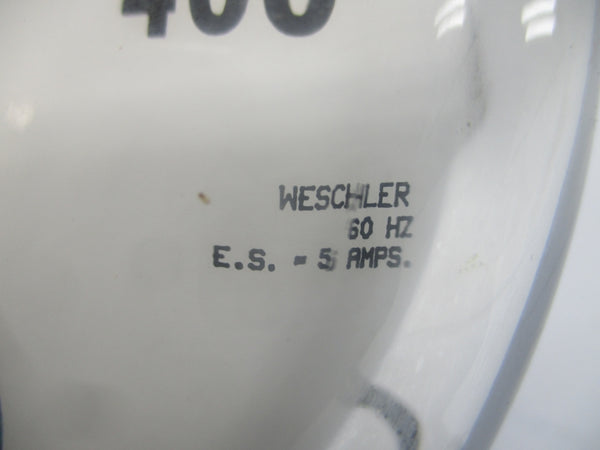 400
WESCHLER
60 HZ
E.S. - 5 AMPS.